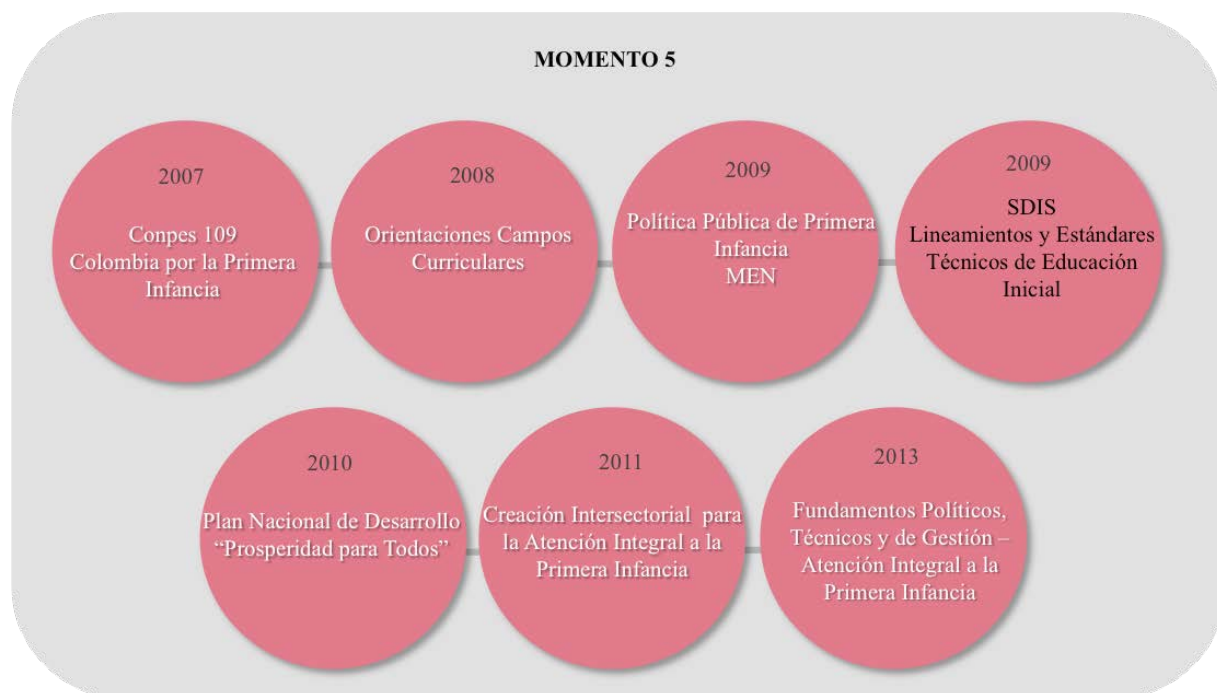 MOMENTO 5
2007
Conpes 109
Colombia por la Primera
Infancia
2008
Orientaciones Campos
Curriculares
2009
Política Pública de Primera
Infancia
MEN
2009
SDIS
Lineamientos y Estándares
Técnicos de Educación
Inicial
2010
Plan Nacional de Desarrollo
“Prosperidad para Todos”
2011
Creación Intersectorial para
la Atención Integral a la
Primera Infancia
2013
Fundamentos Políticos,
Técnicos y de Gestión –
Atención Integral a la
Primera Infancia